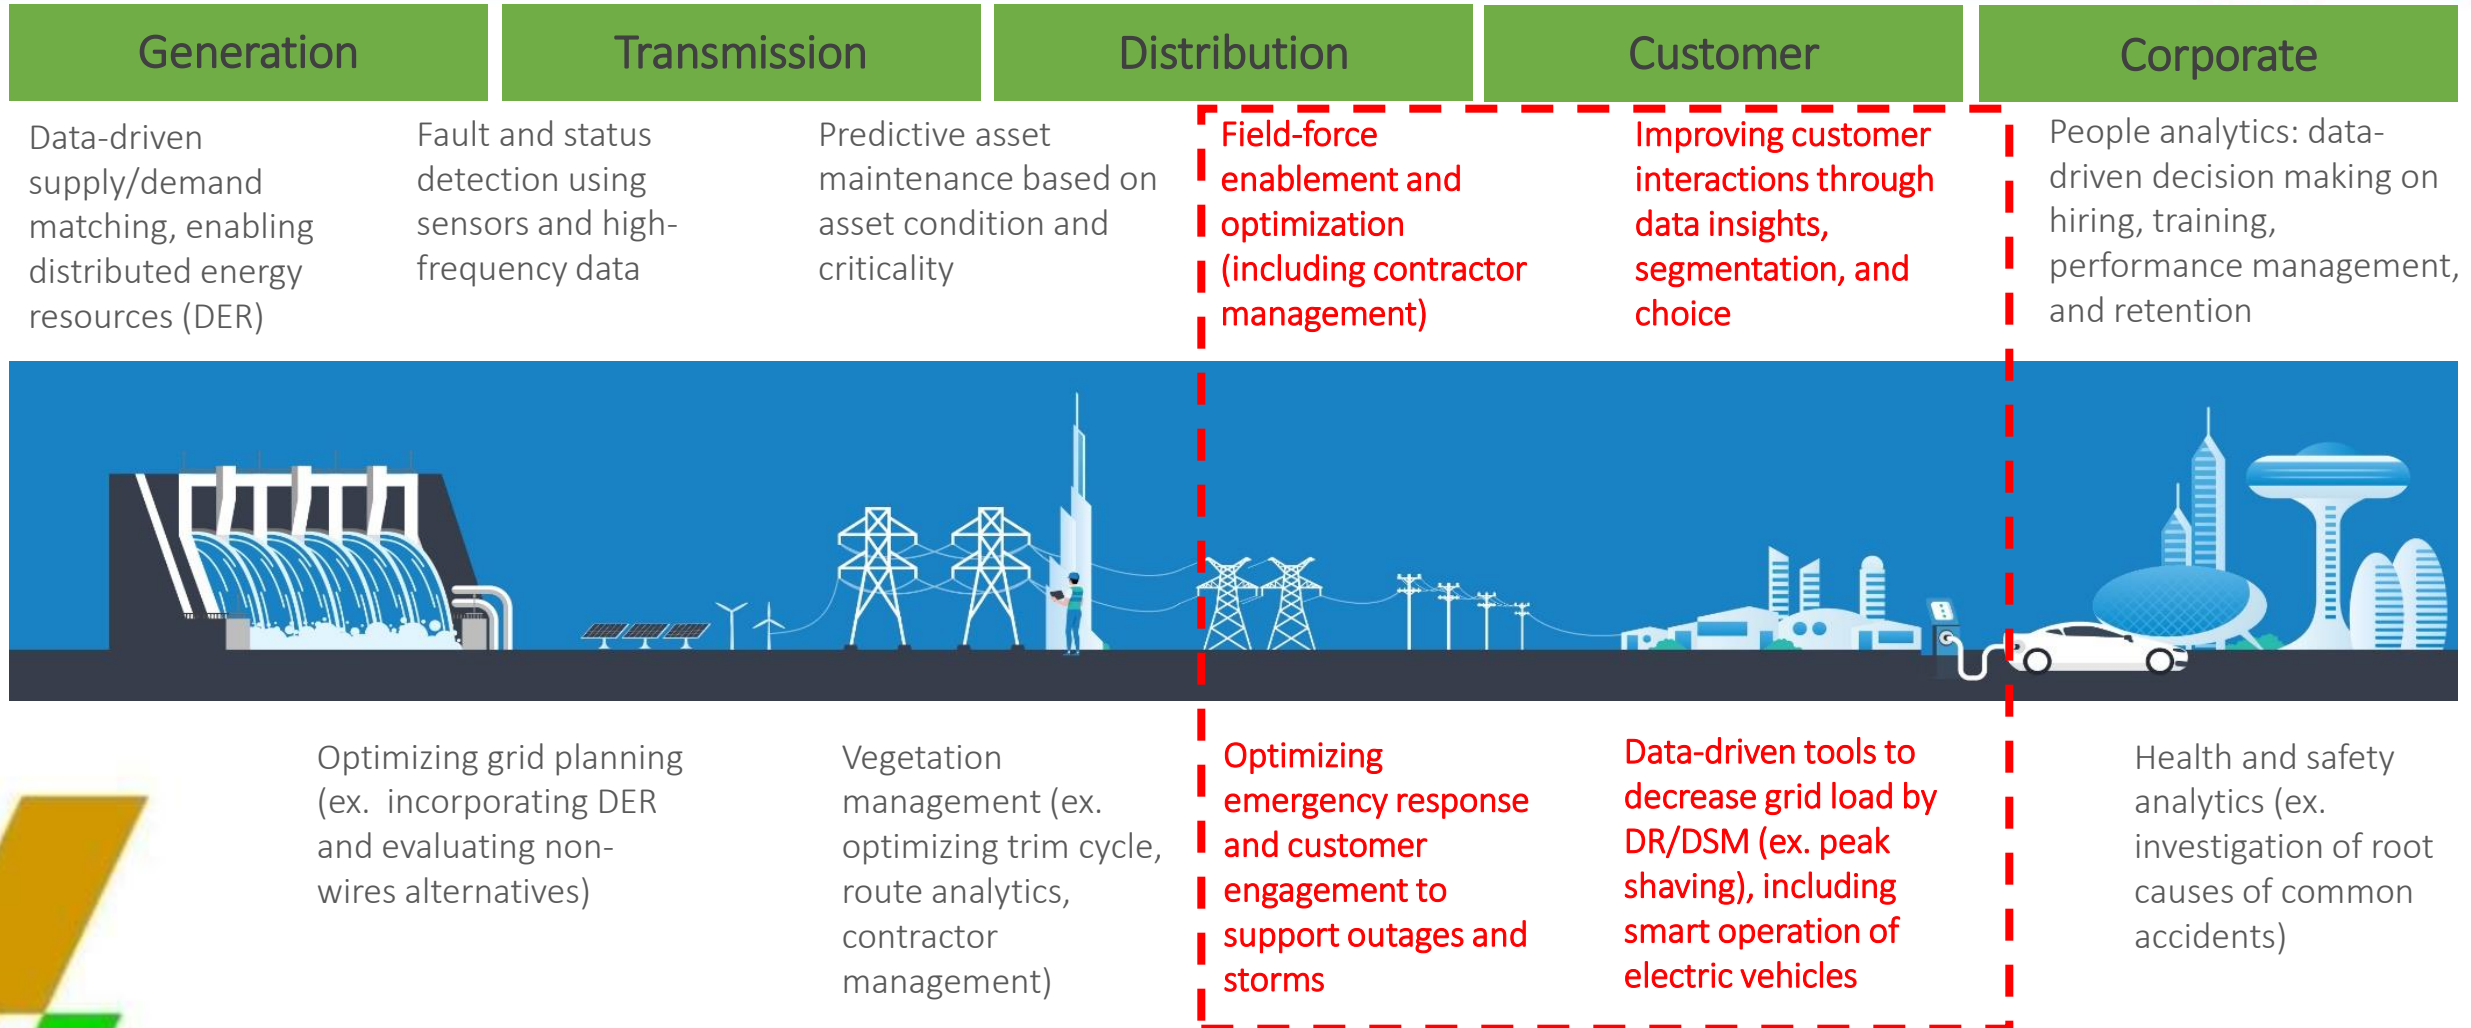 Generation
Transmission
Distribution
Customer
Corporate
Data-driven
supply/demand
matching, enabling
distributed energy
resources (DER)
Fault and status
detection using
sensors and high-
frequency data
Predictive asset
maintenance based on
asset condition and
criticality
Field-force
enablement and
optimization
(including contractor
management)
Improving customer
interactions through
data insights,
segmentation, and
choice
People analytics: data-
driven decision making on
hiring, training,
performance management,
and retention
Optimizing grid planning
(ex. incorporating DER
and evaluating non-
wires alternatives)
Vegetation
management (ex.
optimizing trim cycle,
route analytics,
contractor
management)
Optimizing
emergency response
and customer
engagement to
support outages and
storms
Data-driven tools to
decrease grid load by
DR/DSM (ex. peak
shaving), including
smart operation of
electric vehicles
Health and safety
analytics (ex.
investigation of root
causes of common
accidents)